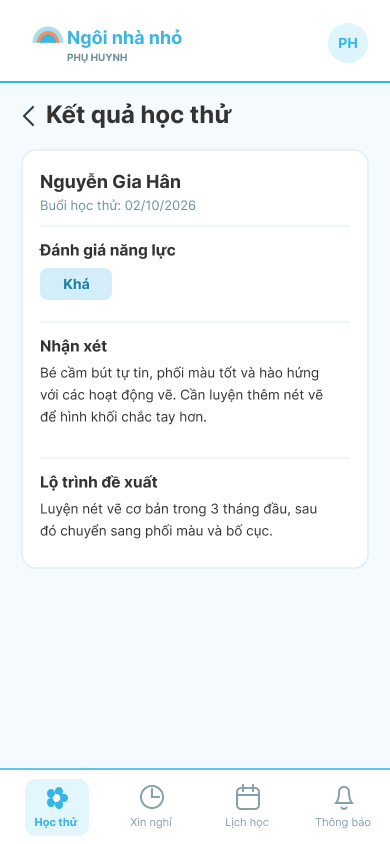 Ngôi nhà nhỏ
PHỤ HUYNH
PH
Kết quả học thử
Nguyễn Gia Hân
Buổi học thử: 02/10/2026
Đánh giá năng lực
Khá
Nhận xét
Bé cầm bút tự tin, phối màu tốt và hào hứng
với các hoạt động vẽ. Cần luyện thêm nét vẽ
để hình khối chắc tay hơn.
Lộ trình đề xuất
Luyện nét vẽ cơ bản trong 3 tháng đầu, sau
đó chuyển sang phối màu và bố cục.
Học thử
Xin nghỉ
Lịch học
Thông báo